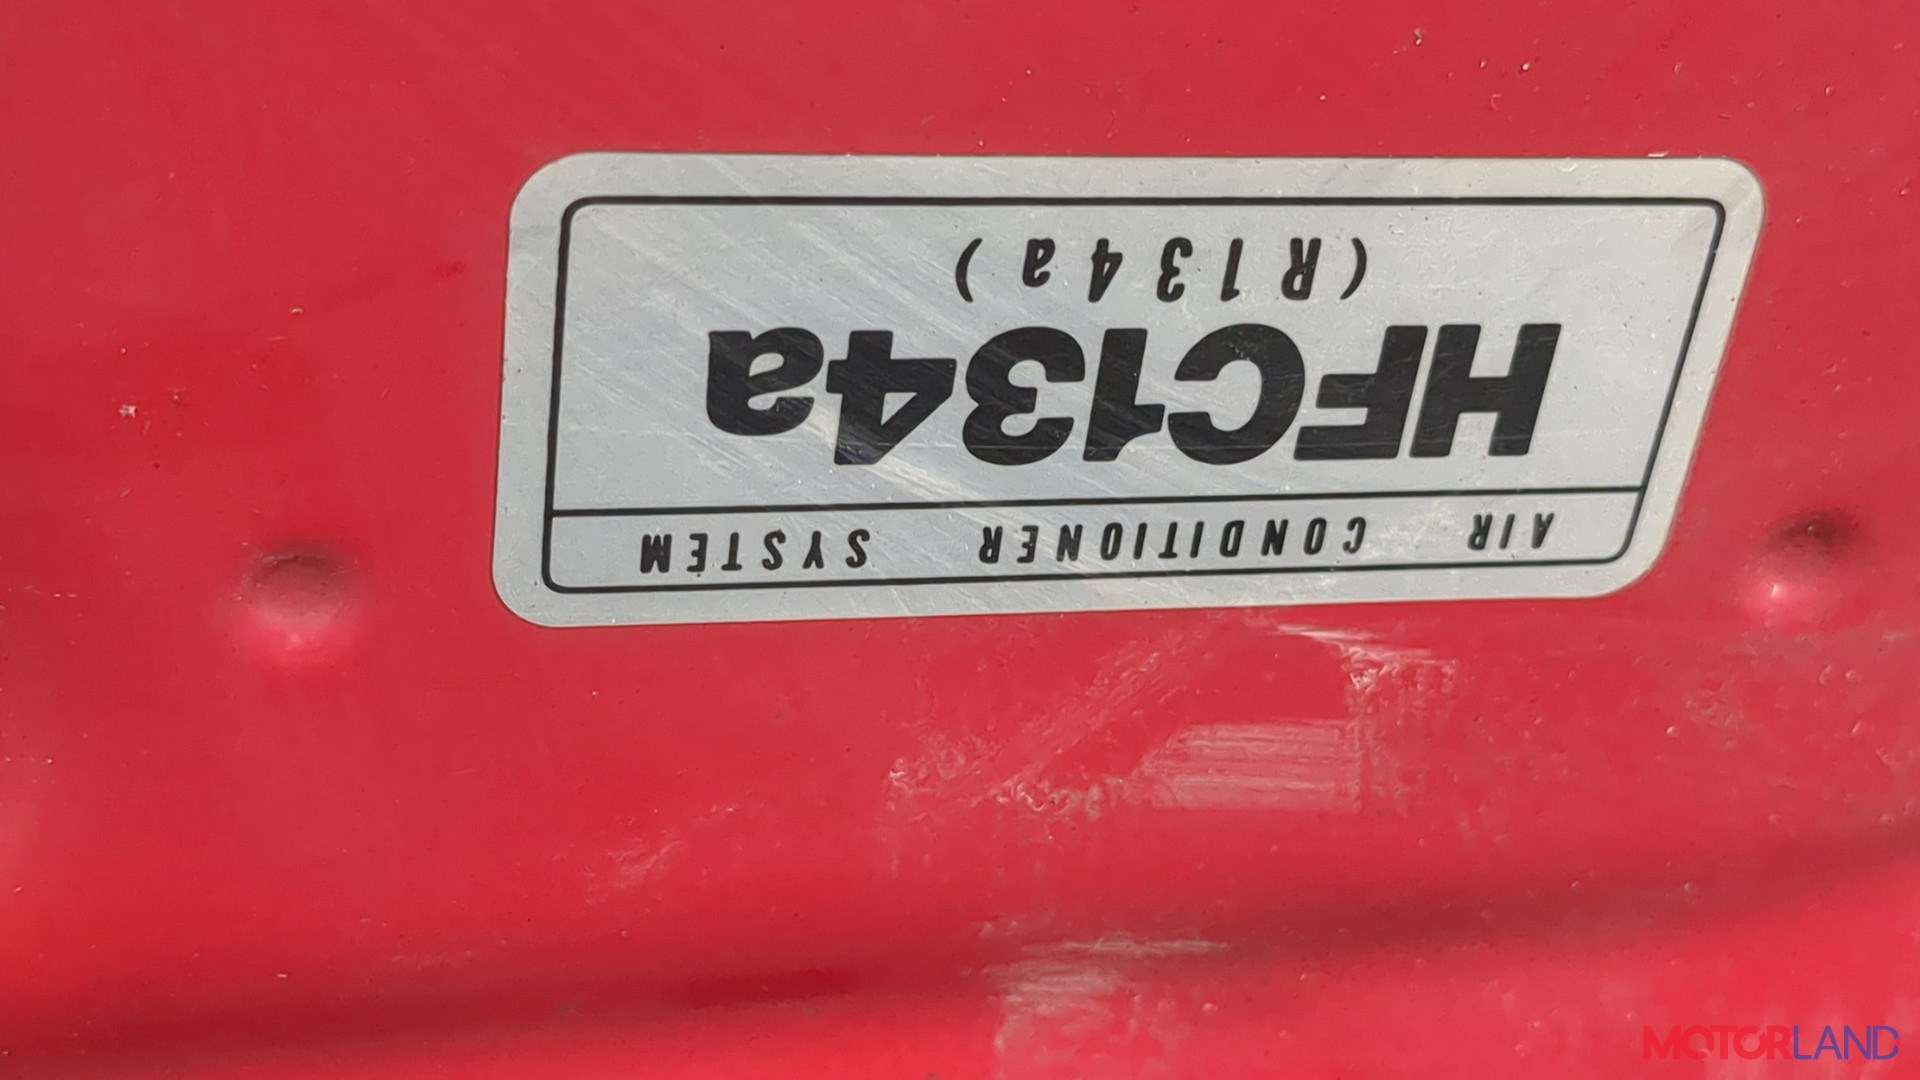 AIR CONDITIONER SYSTEM
HFC134a
(R134a)
MOTORLAND